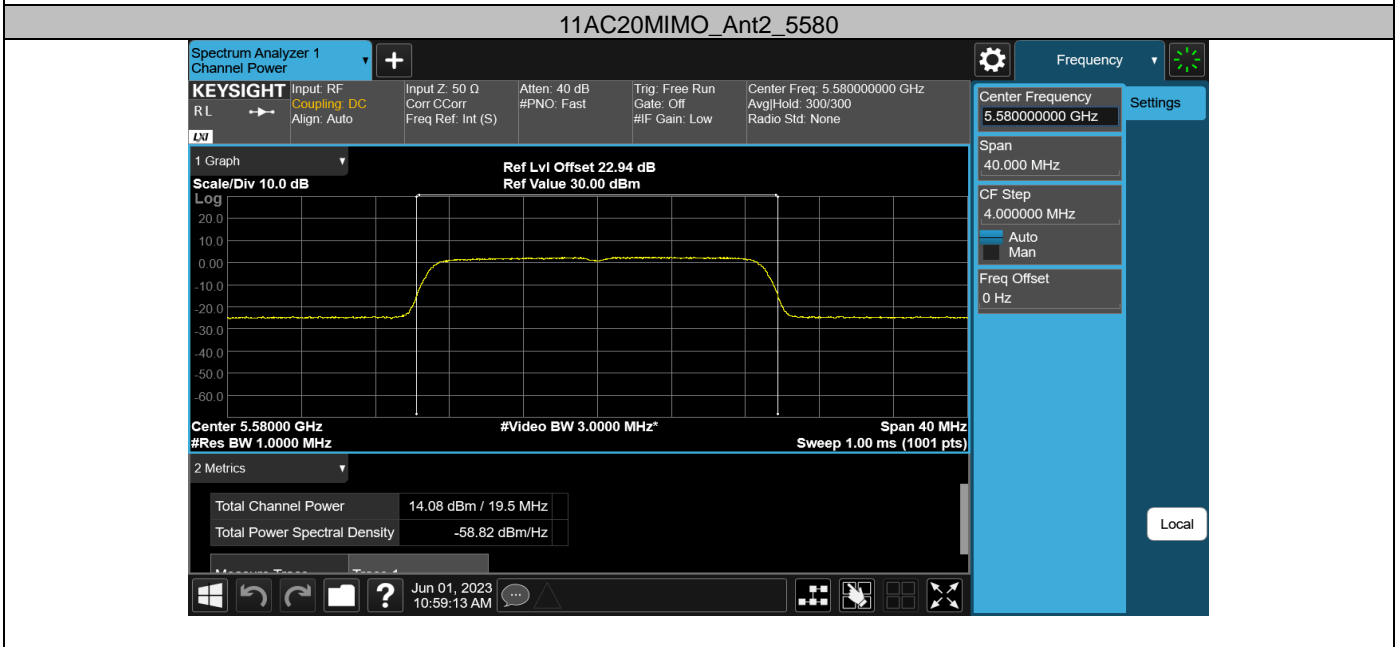 11AC20MIMO_Ant2_5580
Spectrum Analyzer 1
Channel Power
Frequency
KEYSIGHT
R L
LXI
Input: RF
Coupling: DC
Align: Auto
Input Z: 50 Ω
Corr CCorr
Freq Ref: Int (S)
Atten: 40 dB
#PNO: Fast
Trig: Free Run
Gate: Off
#IF Gain: Low
Center Freq: 5.580000000 GHz
Avg|Hold: 300/300
Radio Std: None
Center Frequency
5.580000000 GHz
Settings
Span
40.000 MHz
CF Step
4.000000 MHz
Auto
Man
Freq Offset
0 Hz
Local
1 Graph
Scale/Div 10.0 dB
Ref Lvl Offset 22.94 dB
Ref Value 30.00 dBm
Log
20.0
10.0
0.00
-10.0
-20.0
-30.0
-40.0
-50.0
-60.0
Center 5.58000 GHz
#Res BW 1.0000 MHz
#Video BW 3.0000 MHz*
Span 40 MHz
Sweep 1.00 ms (1001 pts)
2 Metrics
Total Channel Power 14.08 dBm / 19.5 MHz
Total Power Spectral Density -58.82 dBm/Hz
Measure Trace Trace 1
?
Jun 01, 2023
10:59:13 AM